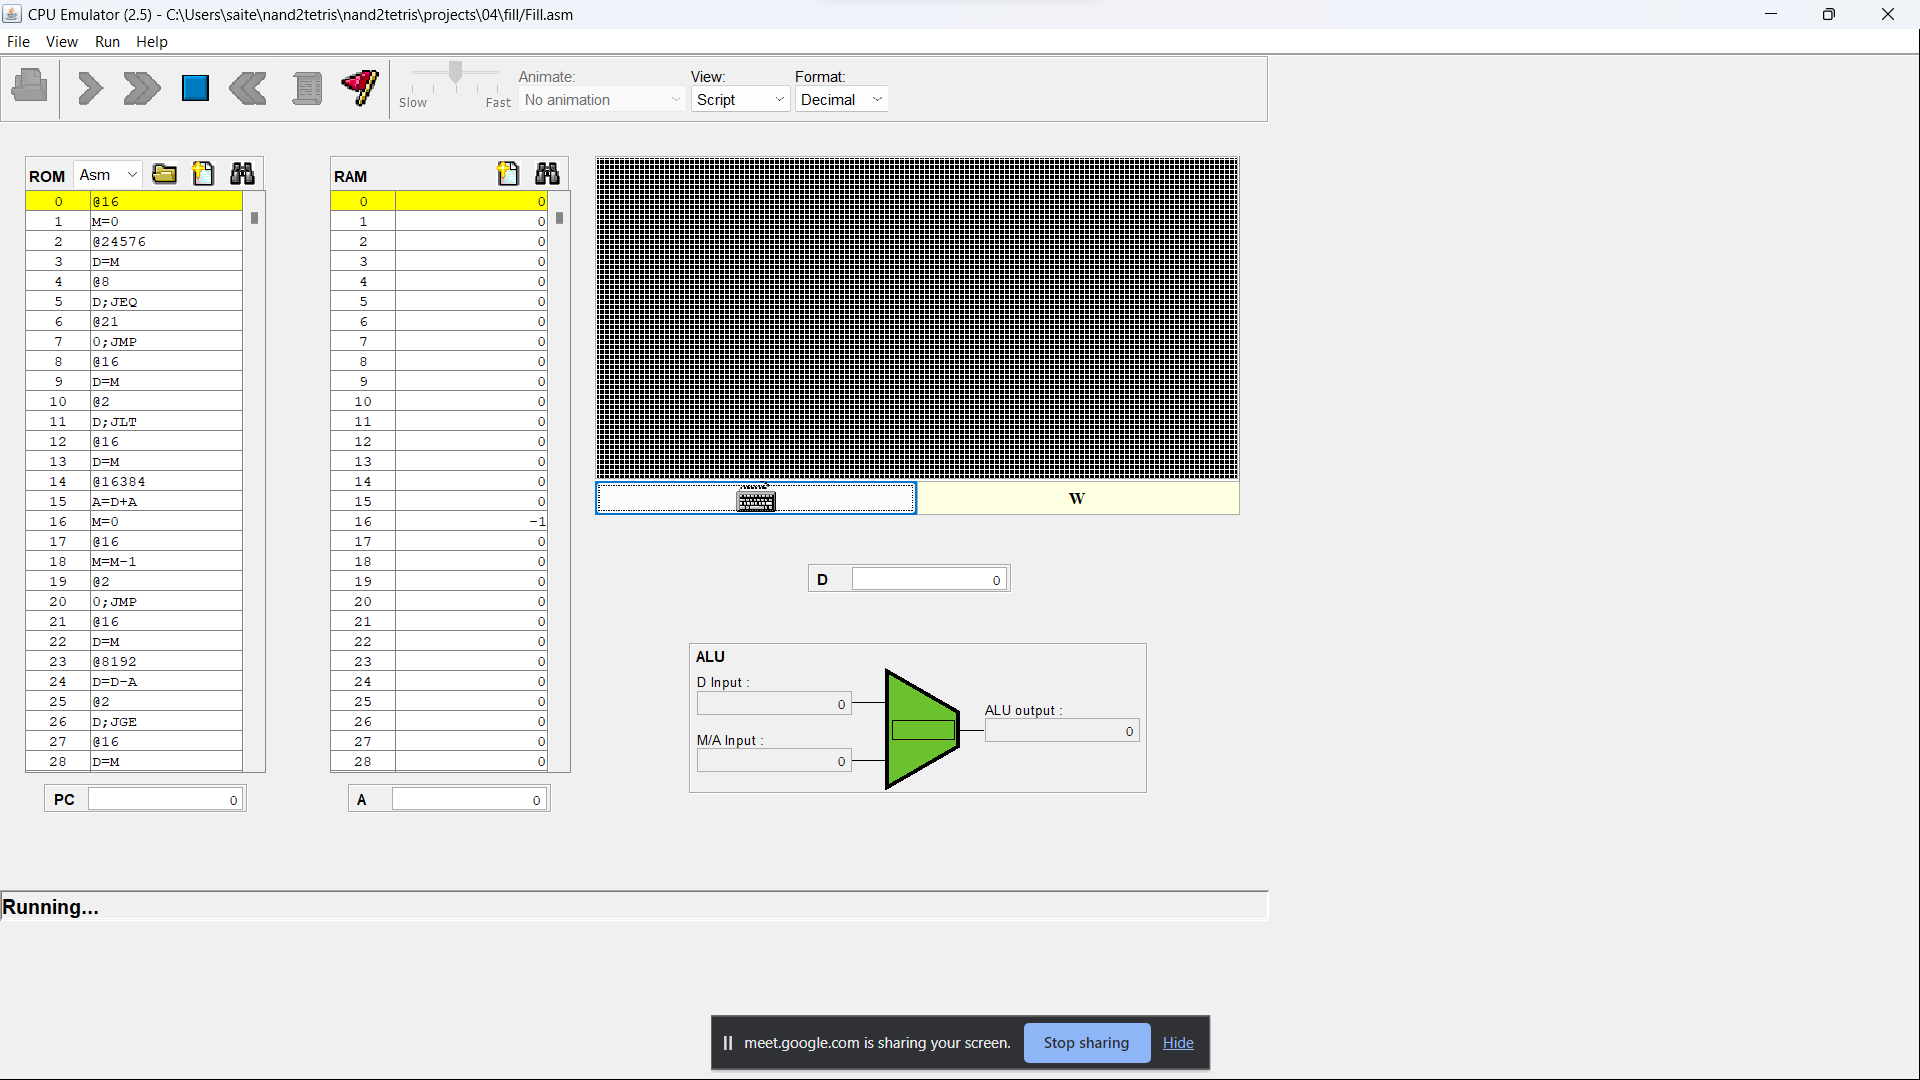 CPU Emulator (2.5) - C:\Users\saite\nand2tetris\nand2tetris\projects\04\fill/Fill.asm
File View Run Help
Animate: View: Format:
Slow Fast No animation Script Decimal
ROM Asm
0 @16
1 M=0
2 @24576
3 D=M
4 @8
5 D;JEQ
6 @21
7 0;JMP
8 @16
9 D=M
10 @2
11 D;JLT
12 @16
13 D=M
14 @16384
15 A=D+A
16 M=0
17 @16
18 M=M-1
19 @2
20 0;JMP
21 @16
22 D=M
23 @8192
24 D=D-A
25 @2
26 D;JGE
27 @16
28 D=M
PC 0
RAM
0 0
1 0
2 0
3 0
4 0
5 0
6 0
7 0
8 0
9 0
10 0
11 0
12 0
13 0
14 0
15 0
16 -1
17 0
18 0
19 0
20 0
21 0
22 0
23 0
24 0
25 0
26 0
27 0
28 0
A 0
W
D 0
ALU
D Input :
0
M/A Input :
0
ALU output :
0
Running...
meet.google.com is sharing your screen. Stop sharing Hide